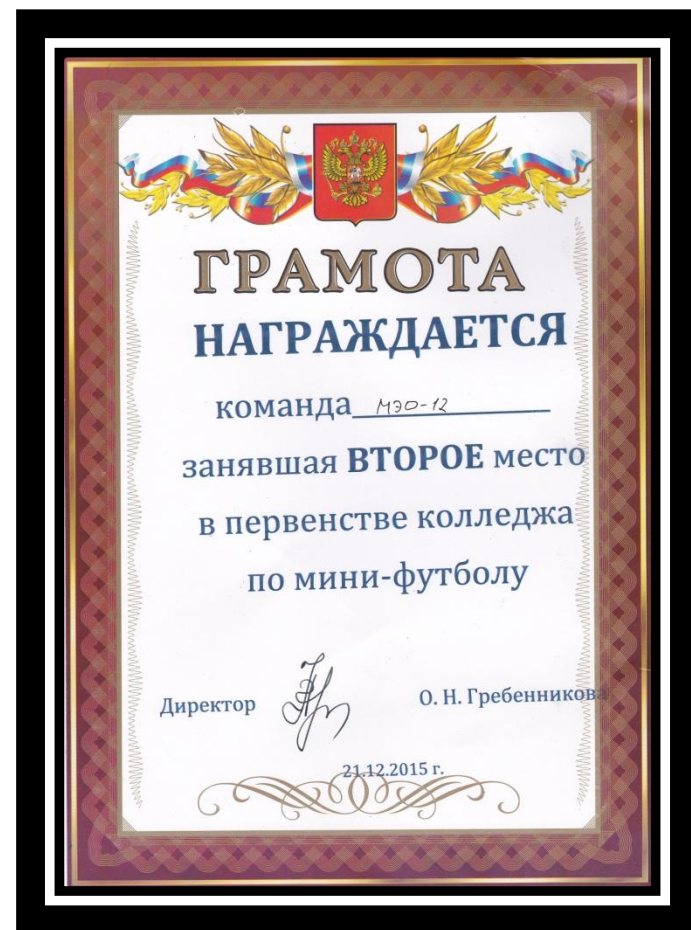 ГРАМОТА
НАГРАЖДАЕТСЯ
команда МЭО-12
занявшая ВТОРОЕ место
в первенстве колледжа
по мини-футболу
Директор О. Н. Гребенникова
21.12.2015 г.